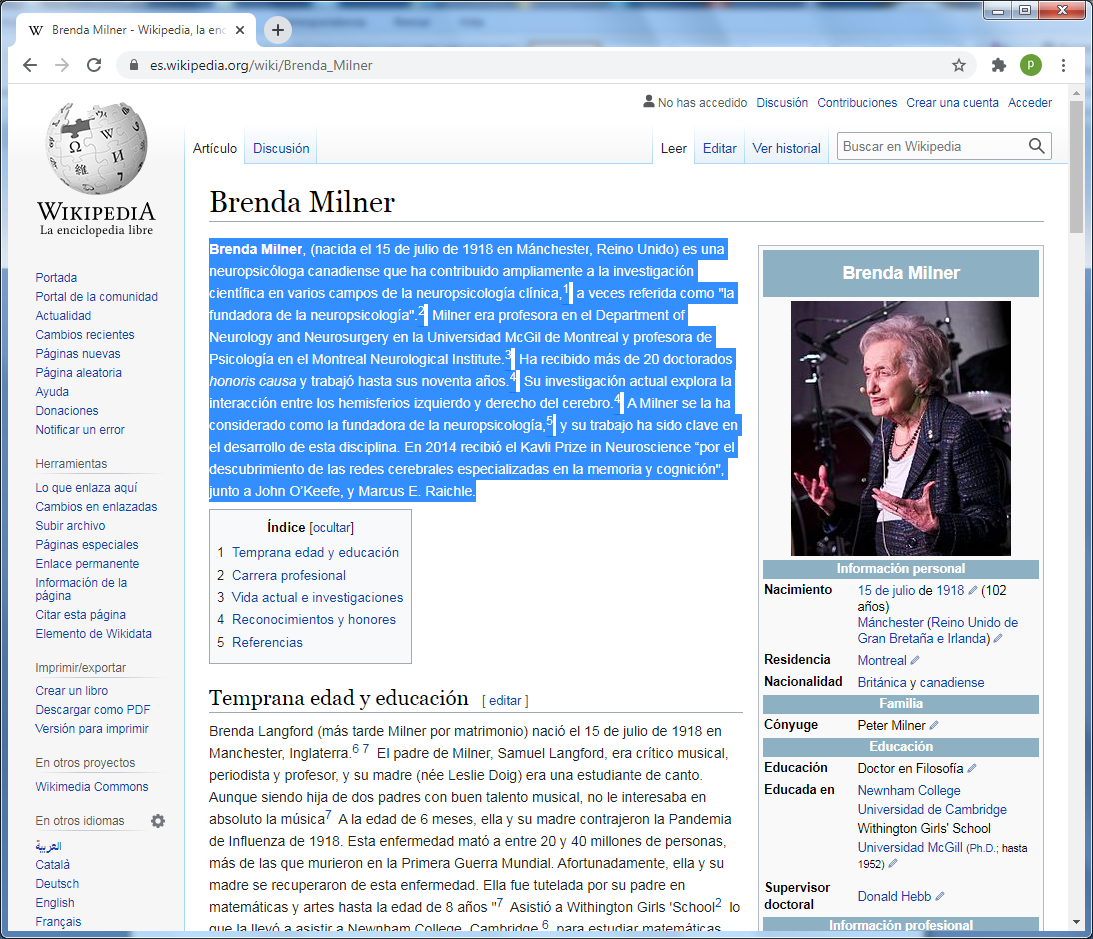 Brenda Milner - Wikipedia, la enc
es.wikipedia.org/wiki/Brenda_Milner
P
No has accedido Discusión Contribuciones Crear una cuenta Acceder
Artículo Discusión Leer Editar Ver historial Buscar en Wikipedia
WIKIPEDIA
La enciclopedia libre
Portada
Portal de la comunidad
Actualidad
Cambios recientes
Páginas nuevas
Página aleatoria
Ayuda
Donaciones
Notificar un error
Herramientas
Lo que enlaza aquí
Cambios en enlazadas
Subir archivo
Páginas especiales
Enlace permanente
Información de la
página
Citar esta página
Elemento de Wikidata
Imprimir/exportar
Crear un libro
Descargar como PDF
Versión para imprimir
En otros proyectos
Wikimedia Commons
En otros idiomas
العربية
Català
Deutsch
English
Français
Brenda Milner
Brenda Milner, (nacida el 15 de julio de 1918 en Mánchester, Reino Unido) es una
neuropsicóloga canadiense que ha contribuido ampliamente a la investigación
científica en varios campos de la neuropsicología clínica,1 a veces referida como "la
fundadora de la neuropsicología".2 Milner era profesora en el Department of
Neurology and Neurosurgery en la Universidad McGil de Montreal y profesora de
Psicología en el Montreal Neurological Institute.3 Ha recibido más de 20 doctorados
honoris causa y trabajó hasta sus noventa años.4 Su investigación actual explora la
interacción entre los hemisferios izquierdo y derecho del cerebro.4 A Milner se la ha
considerado como la fundadora de la neuropsicología,5 y su trabajo ha sido clave en
el desarrollo de esta disciplina. En 2014 recibió el Kavli Prize in Neuroscience “por el
descubrimiento de las redes cerebrales especializadas en la memoria y cognición",
junto a John O'Keefe, y Marcus E. Raichle.
Índice [ocultar]
1 Temprana edad y educación
2 Carrera profesional
3 Vida actual e investigaciones
4 Reconocimientos y honores
5 Referencias
Temprana edad y educación [ editar ]
Brenda Langford (más tarde Milner por matrimonio) nació el 15 de julio de 1918 en
Manchester, Inglaterra.6 7 El padre de Milner, Samuel Langford, era crítico musical,
periodista y profesor, y su madre (née Leslie Doig) era una estudiante de canto.
Aunque siendo hija de dos padres con buen talento musical, no le interesaba en
absoluto la música7 A la edad de 6 meses, ella y su madre contrajeron la Pandemia
de Influenza de 1918. Esta enfermedad mató a entre 20 y 40 millones de personas,
más de las que murieron en la Primera Guerra Mundial. Afortunadamente, ella y su
madre se recuperaron de esta enfermedad. Ella fue tutelada por su padre en
matemáticas y artes hasta la edad de 8 años "7 Asistió a Withington Girls 'School2 lo
que la llevó a asistir a Newnham College, Cambridge,6 para estudiar matemáticas
Brenda Milner
Información personal
Nacimiento 15 de julio de 1918 (102
años)
Mánchester (Reino Unido de
Gran Bretaña e Irlanda)
Residencia Montreal
Nacionalidad Británica y canadiense
Familia
Cónyuge Peter Milner
Educación
Educación Doctor en Filosofía
Educada en Newnham College
Universidad de Cambridge
Withington Girls' School
Universidad McGill (Ph.D.; hasta
1952)
Supervisor
doctoral Donald Hebb
Información profesional